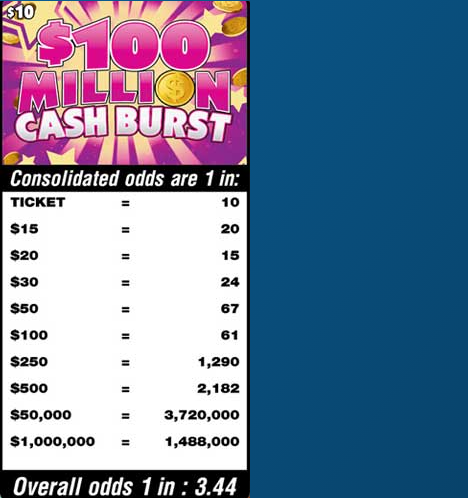 $10
$100
MILLION
CASH BURST
Consolidated odds are 1 in:
TICKET = 10
$15 = 20
$20 = 15
$30 = 24
$50 = 67
$100 = 61
$250 = 1,290
$500 = 2,182
$50,000 = 3,720,000
$1,000,000 = 1,488,000
Overall odds 1 in : 3.44